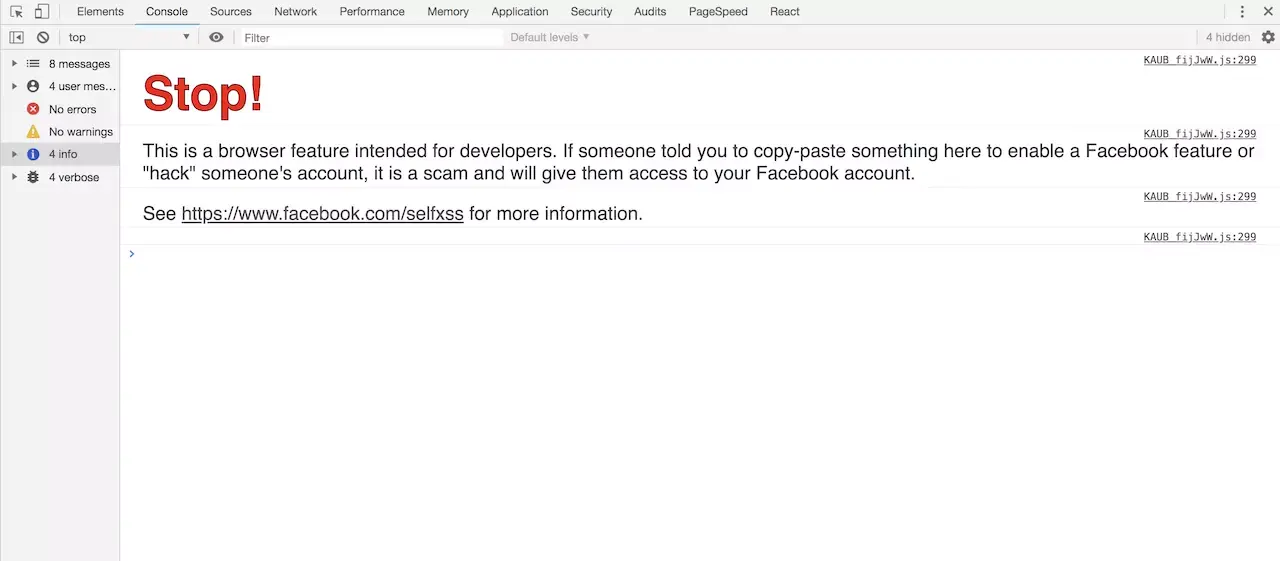 Elements Console Sources Network Performance Memory Application Security Audits PageSpeed React
top Filter Default levels 4 hidden
8 messages
4 user mes...
No errors
No warnings
4 info
4 verbose
KAUB_fijJwW.js:299
Stop!
KAUB_fijJwW.js:299
This is a browser feature intended for developers. If someone told you to copy-paste something here to enable a Facebook feature or
"hack" someone's account, it is a scam and will give them access to your Facebook account.
KAUB_fijJwW.js:299
See https://www.facebook.com/selfxss for more information.
KAUB_fijJwW.js:299